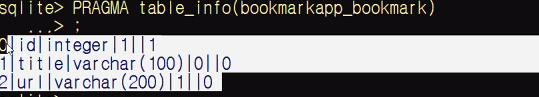 sqlite> PRAGMA table_info(bookmarkapp_bookmark)
...> ;
0|id|integer|1||1
1|title|varchar(100)|0||0
2|url|varchar(200)|1||0